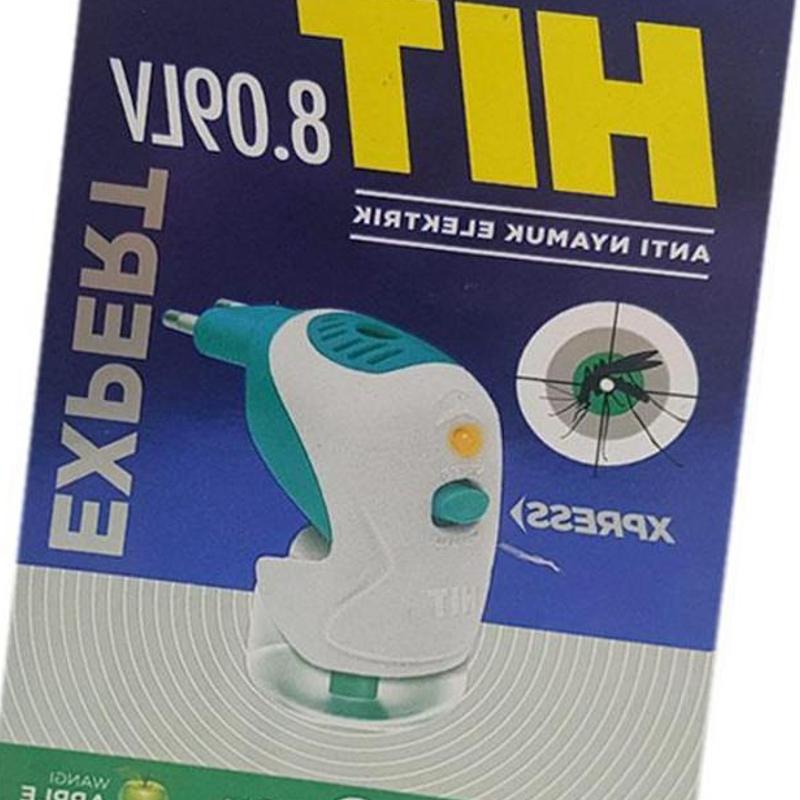 HIT
8.09LV
ANTI NYAMUK ELEKTRIK
EXPERT
XPRESS
HIT
WANGI
APPLE